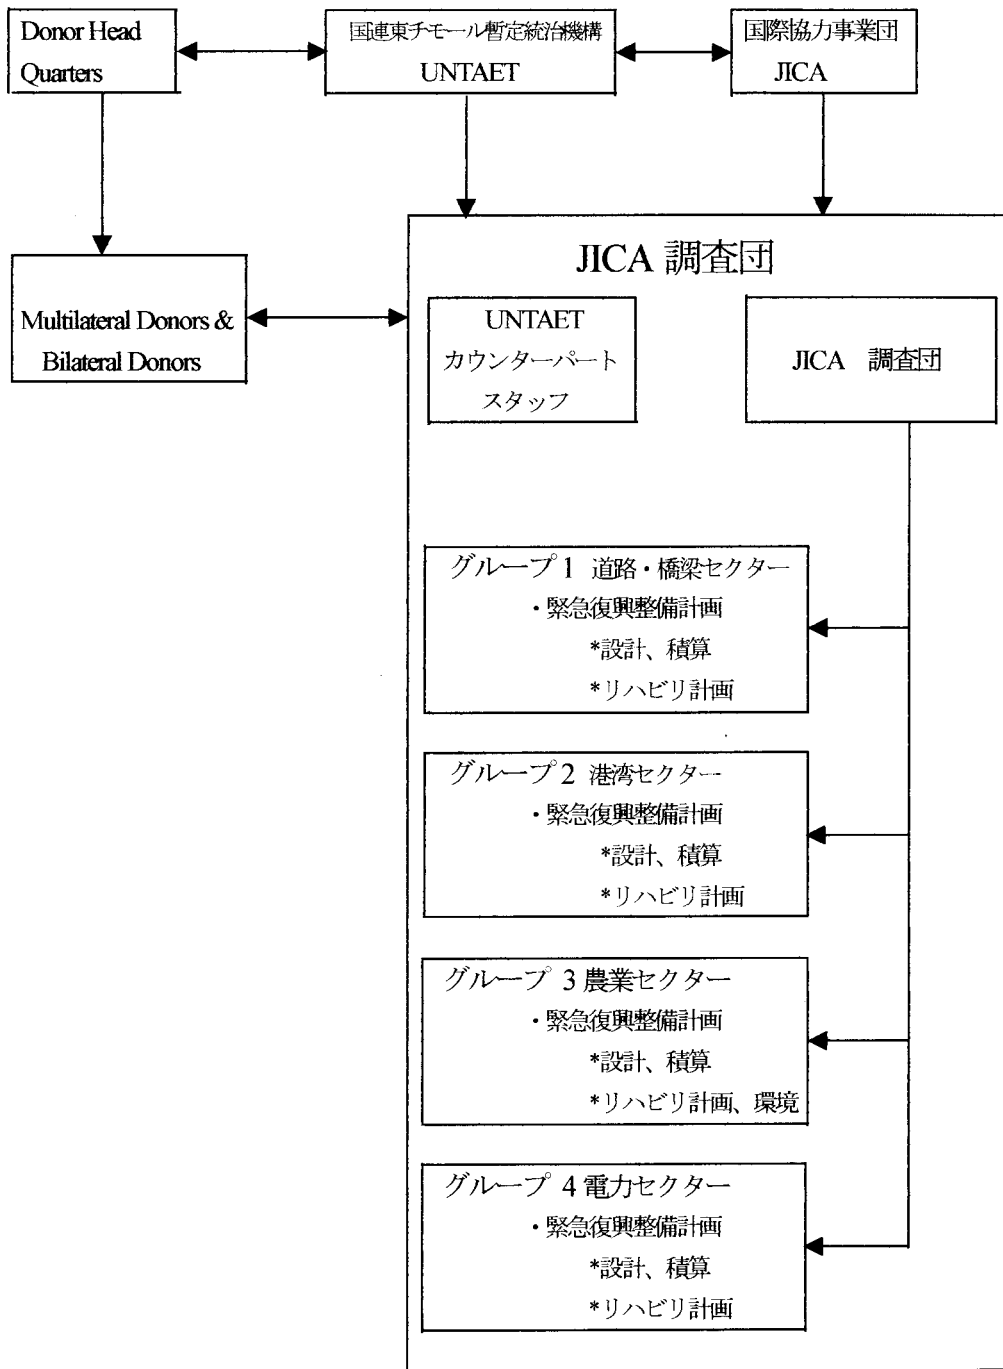 Donor Head
Quarters
国連東チモール暫定統治機構
UNTAET
国際協力事業団
JICA
JICA 調査団
Multilateral Donors &
Bilateral Donors
UNTAET
カウンターパート
スタッフ
JICA 調査団
グループ1 道路・橋梁セクター
・緊急復興整備計画
*設計、積算
*リハビリ計画
グループ2 港湾セクター
・緊急復興整備計画
*設計、積算
*リハビリ計画
グループ 3 農業セクター
・緊急復興整備計画
*設計、積算
*リハビリ計画、環境
グループ 4 電力セクター
・緊急復興整備計画
*設計、積算
*リハビリ計画